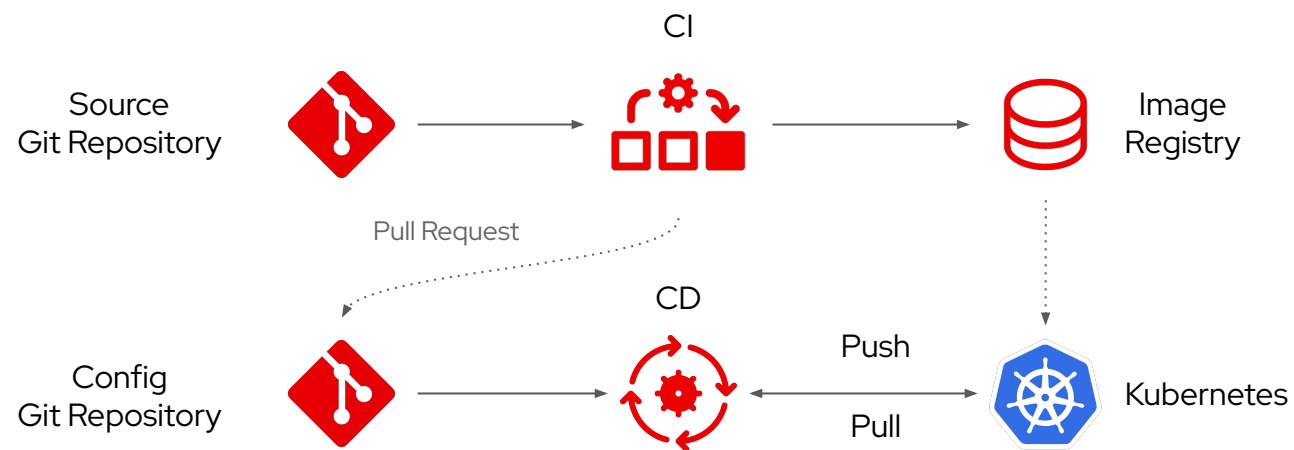 CI
Source
Git Repository
Image
Registry
Pull Request
CD
Push
Config
Git Repository
Kubernetes
Pull